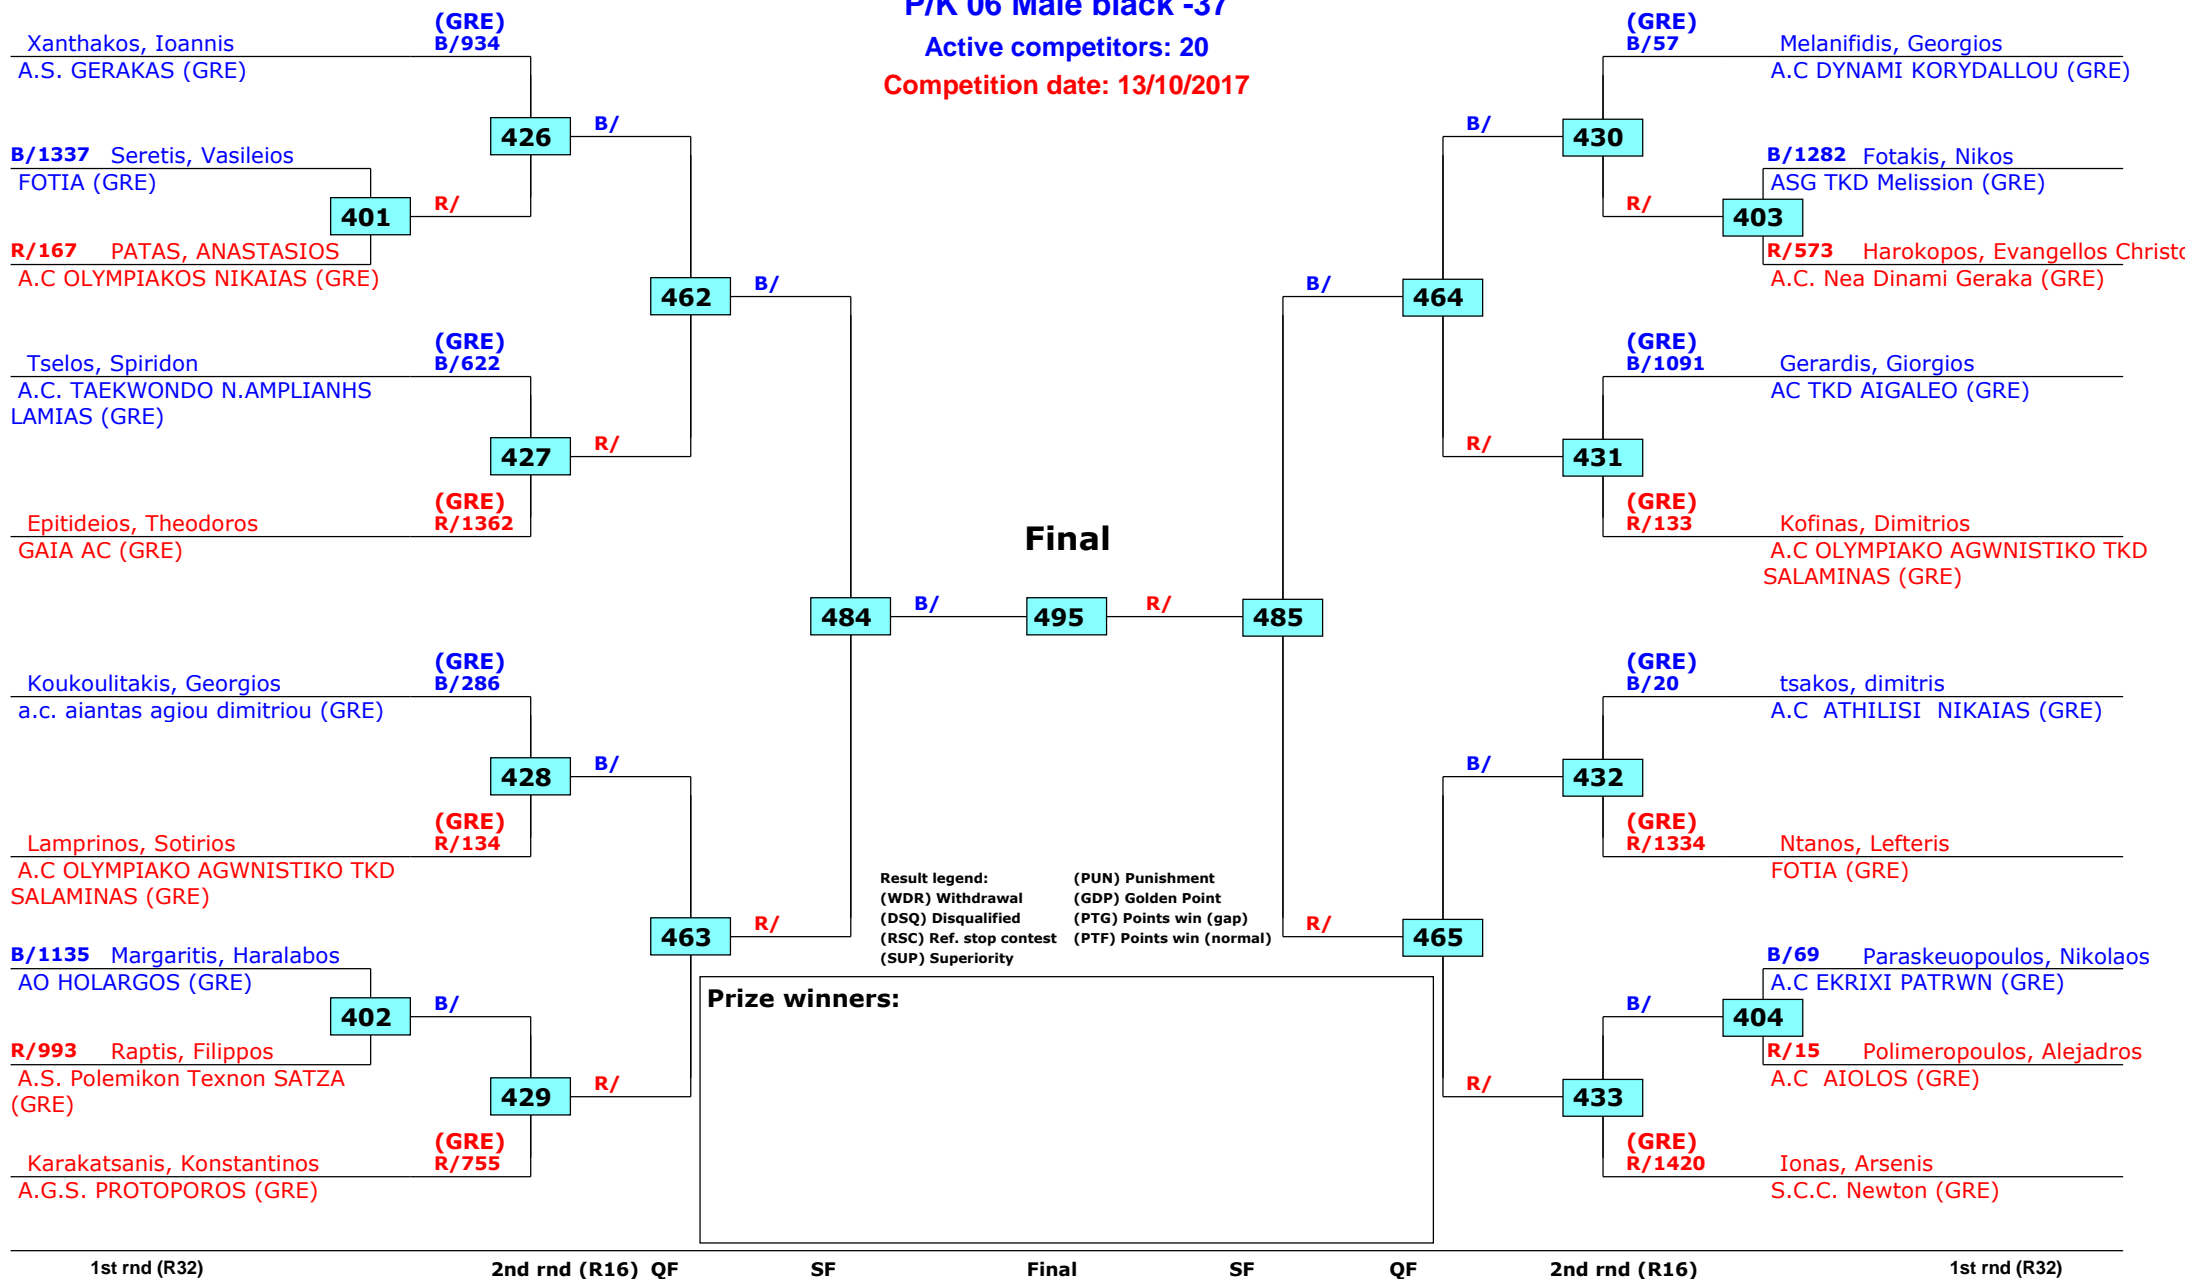 P/K 06 Male black -37
Active competitors: 20
Competition date: 13/10/2017
(GRE)
Xanthakos, Ioannis B/934
A.S. GERAKAS (GRE)
426
B/
B/1337 Seretis, Vasileios
FOTIA (GRE)
401
R/
R/167 PATAS, ANASTASIOS
A.C OLYMPIAKOS NIKAIAS (GRE)
462
B/
(GRE)
Tselos, Spiridon B/622
A.C. TAEKWONDO N.AMPLIANHS
LAMIAS (GRE)
427
R/
(GRE)
Epitideios, Theodoros R/1362
GAIA AC (GRE)
484
B/
(GRE)
Koukoulitakis, Georgios B/286
a.c. aiantas agiou dimitriou (GRE)
428
B/
(GRE)
Lamprinos, Sotirios R/134
A.C OLYMPIAKO AGWNISTIKO TKD
SALAMINAS (GRE)
463
R/
B/1135 Margaritis, Haralabos
AO HOLARGOS (GRE)
402
B/
R/993 Raptis, Filippos
A.S. Polemikon Texnon SATZA
(GRE)
429
R/
(GRE)
Karakatsanis, Konstantinos R/755
A.G.S. PROTOPOROS (GRE)
Final
495
R/
485
(GRE)
B/57 Melanifidis, Georgios
A.C DYNAMI KORYDALLOU (GRE)
B/
430
B/1282 Fotakis, Nikos
ASG TKD Melission (GRE)
R/
403
R/573 Harokopos, Evangellos Christo
A.C. Nea Dinami Geraka (GRE)
B/
464
(GRE)
B/1091 Gerardis, Giorgios
AC TKD AIGALEO (GRE)
R/
431
(GRE)
R/133 Kofinas, Dimitrios
A.C OLYMPIAKO AGWNISTIKO TKD
SALAMINAS (GRE)
(GRE)
B/20 tsakos, dimitris
A.C ATHILISI NIKAIAS (GRE)
B/
432
(GRE)
R/1334 Ntanos, Lefteris
FOTIA (GRE)
R/
465
B/69 Paraskeuopoulos, Nikolaos
A.C EKRIXI PATRWN (GRE)
B/
404
R/15 Polimeropoulos, Alejadros
A.C AIOLOS (GRE)
R/
433
(GRE)
R/1420 Ionas, Arsenis
S.C.C. Newton (GRE)
Result legend: (PUN) Punishment
(WDR) Withdrawal (GDP) Golden Point
(DSQ) Disqualified (PTG) Points win (gap)
(RSC) Ref. stop contest (PTF) Points win (normal)
(SUP) Superiority
Prize winners:
1st rnd (R32) 2nd rnd (R16) QF SF Final SF QF 2nd rnd (R16) 1st rnd (R32)